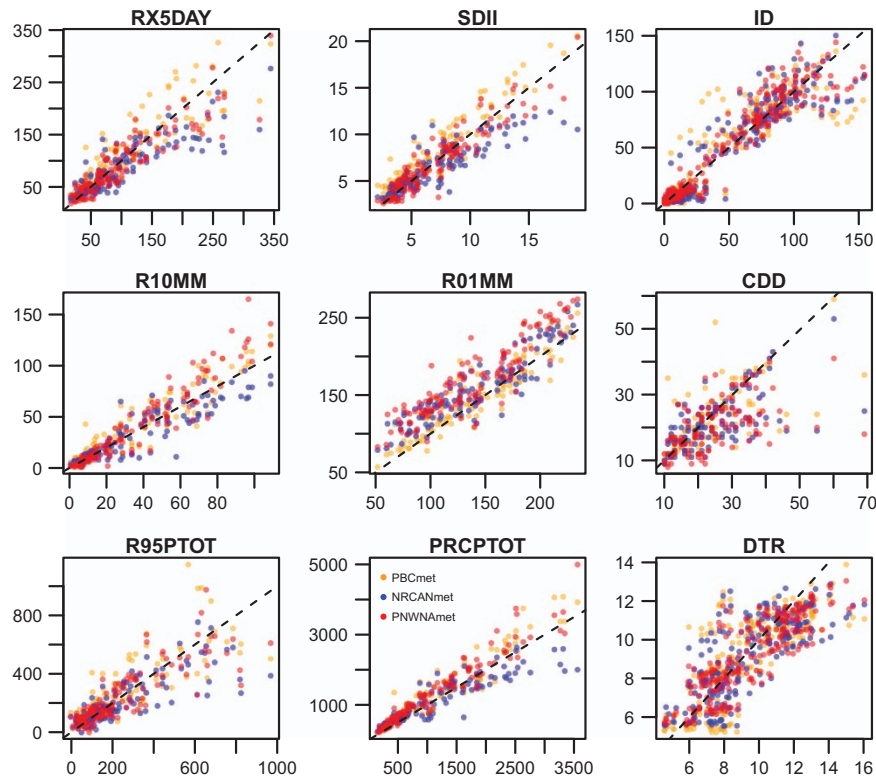 RX5DAY SDII ID
350
250
150
50
50 150 250 350
20
15
10
5
5 10 15
150
100
50
0
0 50 100 150
R10MM R01MM CDD
150
100
50
0
0 20 40 60 80
250
150
50
50 100 150 200
50
30
10
10 20 30 40 50 60 70
R95PTOT PRCPTOT DTR
800
400
0
0 200 400 600 1000
5000
3000
1000
PBCmet
NRCANmet
PNWNAmet
500 1500 2500 3500
14
12
10
8
6
6 8 10 12 14 16